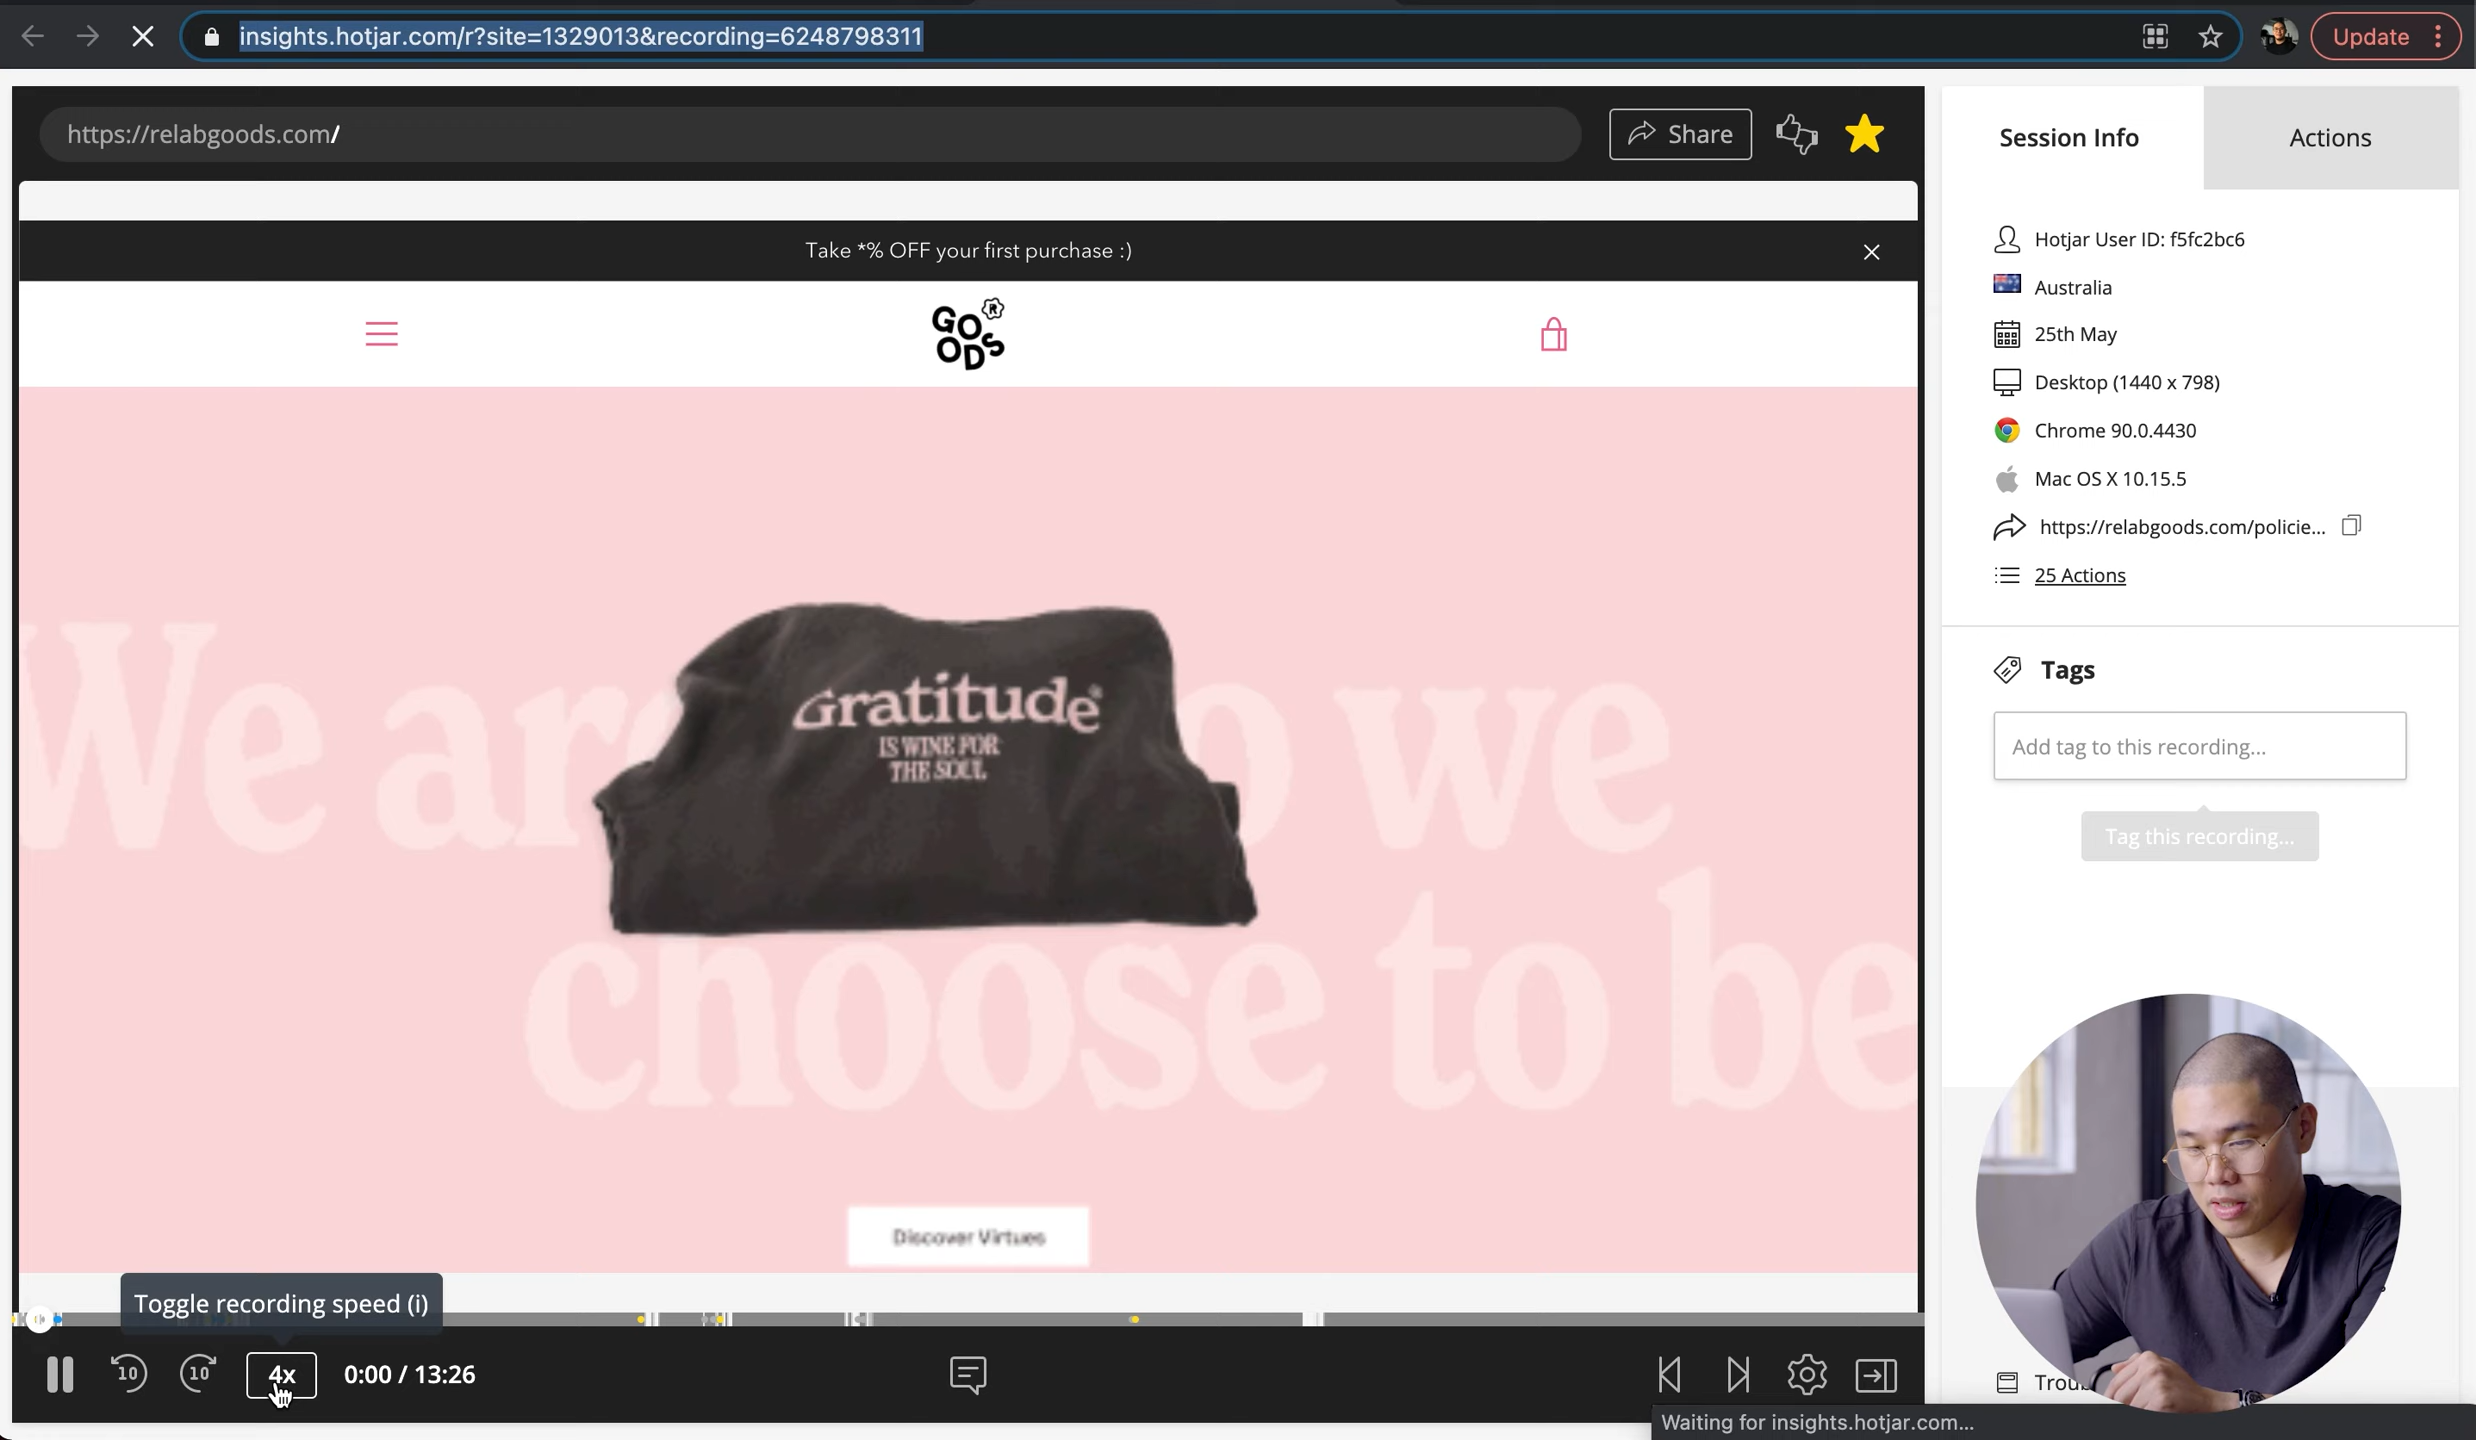 insights.hotjar.com/r?site=1329013&recording=6248798311
Update
https://relabgoods.com/
Share
Take *% OFF your first purchase :)
GO
ODS
R
We are
o we
choose to be
Gratitude®
IS WINE FOR
THE SOUL
Discover Virtues
Toggle recording speed (i)
10
10
4x
0:00 / 13:26
Session Info
Actions
Hotjar User ID: f5fc2bc6
Australia
25th May
Desktop (1440 x 798)
Chrome 90.0.4430
Mac OS X 10.15.5
https://relabgoods.com/policie...
25 Actions
Tags
Add tag to this recording...
Tag this recording...
Waiting for insights.hotjar.com...